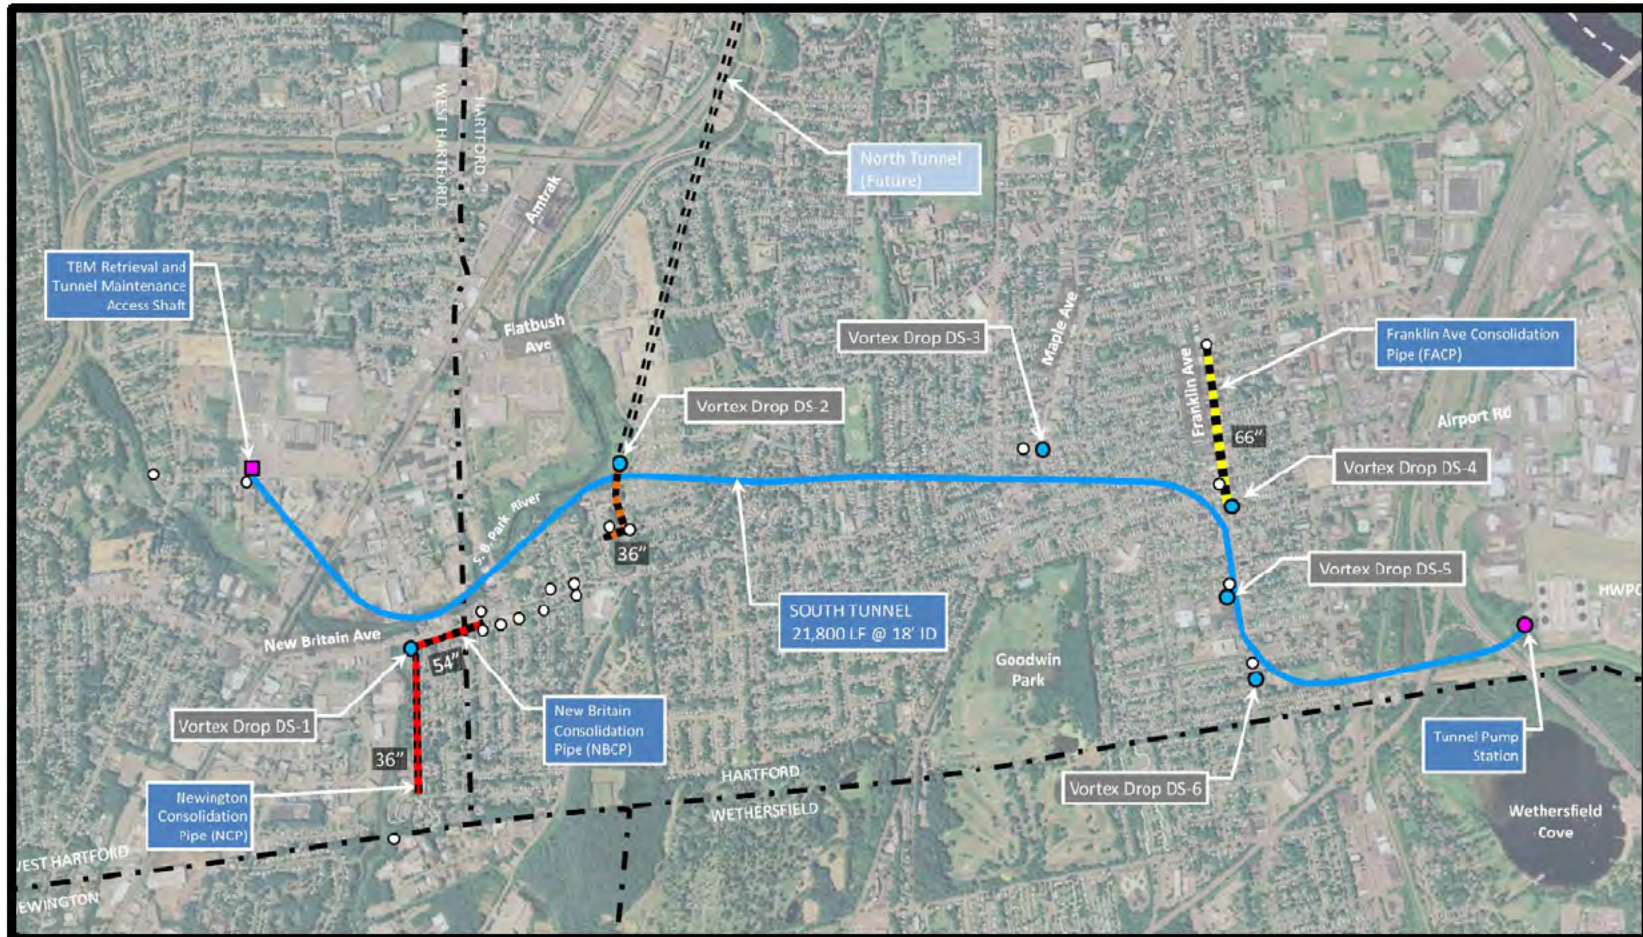 HARTFORD
WEST HARTFORD
Amtrak
North Tunnel
(Future)
TBM Retrieval and
Tunnel Maintenance
Access Shaft
Flatbush
Ave
Vortex Drop DS-3
Maple Ave
Franklin Ave Consolidation
Pipe (FACP)
Franklin Ave
Airport Rd
66”
Vortex Drop DS-2
Vortex Drop DS-4
S. B. Park River
36”
Vortex Drop DS-5
HWPC
SOUTH TUNNEL
21,800 LF @ 18’ ID
New Britain Ave
54”
Goodwin
Park
Vortex Drop DS-1
New Britain
Consolidation
Pipe (NBCP)
Tunnel Pump
Station
36”
Newington
Consolidation
Pipe (NCP)
HARTFORD
WETHERSFIELD
Vortex Drop DS-6
Wethersfield
Cove
WEST HARTFORD
EWINGTON